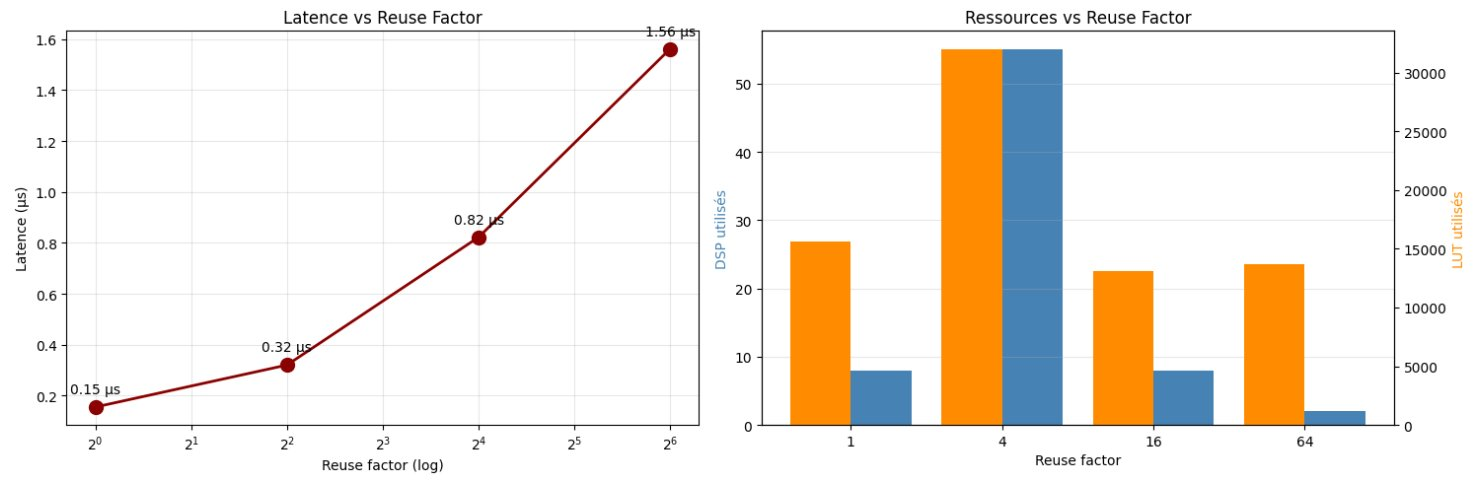 Latence vs Reuse Factor
1.6
1.4
1.2
1.0
0.8
0.6
0.4
0.2
Latence (µs)
0.15 µs
0.32 µs
0.82 µs
1.56 µs
2⁰
2¹
2²
2³
2⁴
2⁵
2⁶
Reuse factor (log)
Ressources vs Reuse Factor
50
40
30
20
10
0
DSP utilisés
30000
25000
20000
15000
10000
5000
0
LUT utilisés
1
4
16
64
Reuse factor